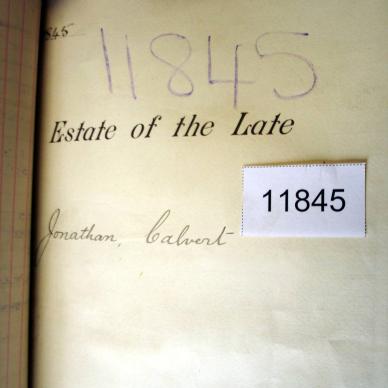 845
11845
Estate of the Late
11845
Jonathan, Calvert